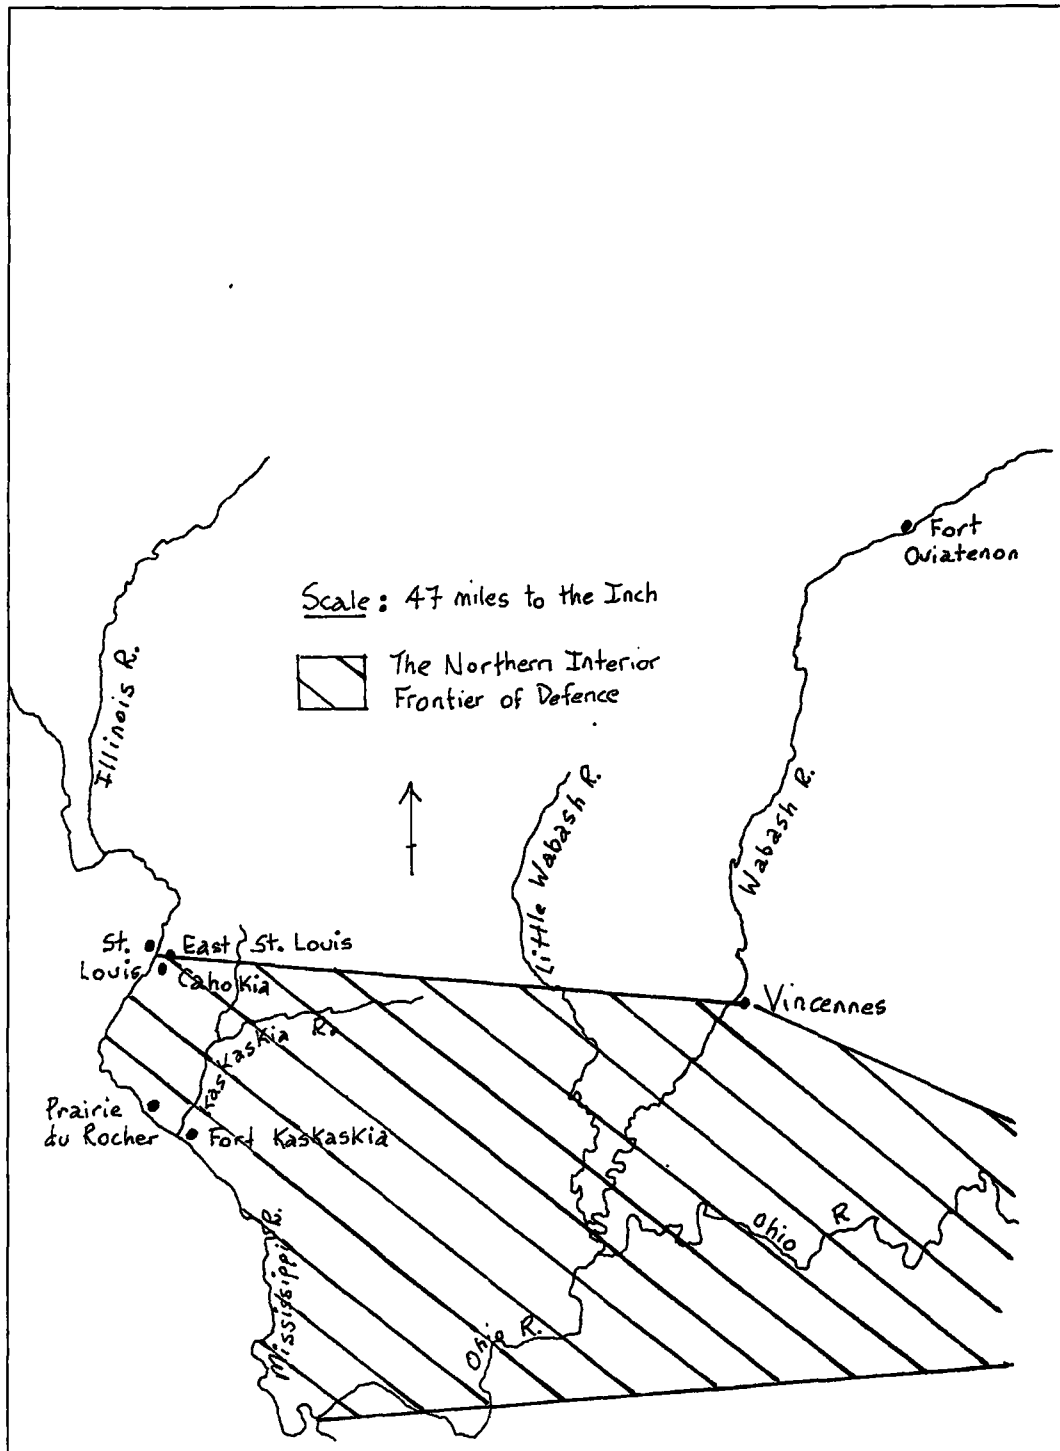 Fort
Ouiatenon
Scale: 47 miles to the Inch
The Northern Interior
Frontier of Defence
Illinois R.
Little Wabash R.
Wabash R.
St.
Louis
East St. Louis
Cahokia
Vincennes
Kaskaskia R.
Prairie
du Rocher
Fort Kaskaskia
Mississippi R.
Ohio R
Ohio R.